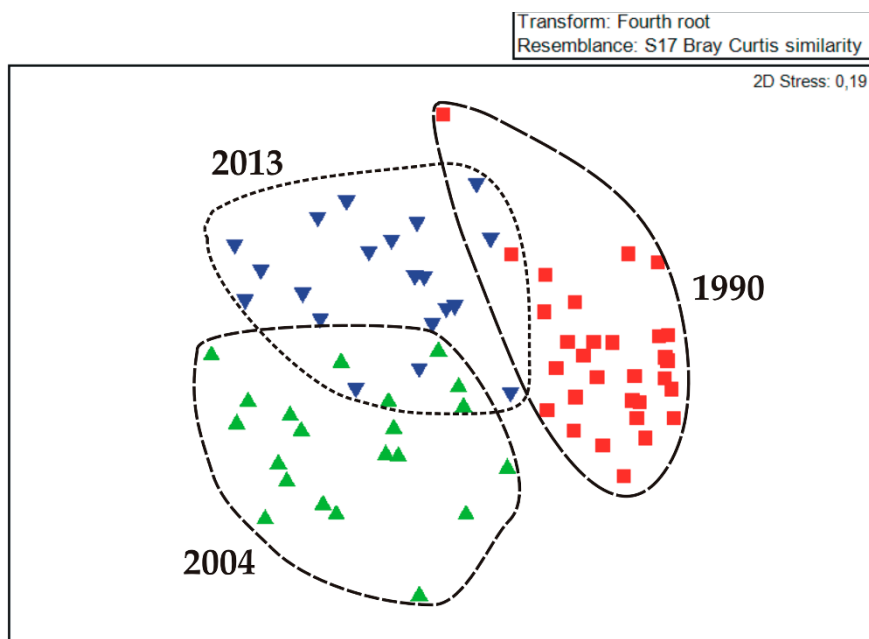 Transform: Fourth root
Resemblance: S17 Bray Curtis similarity
2D Stress: 0,19
2013
1990
2004